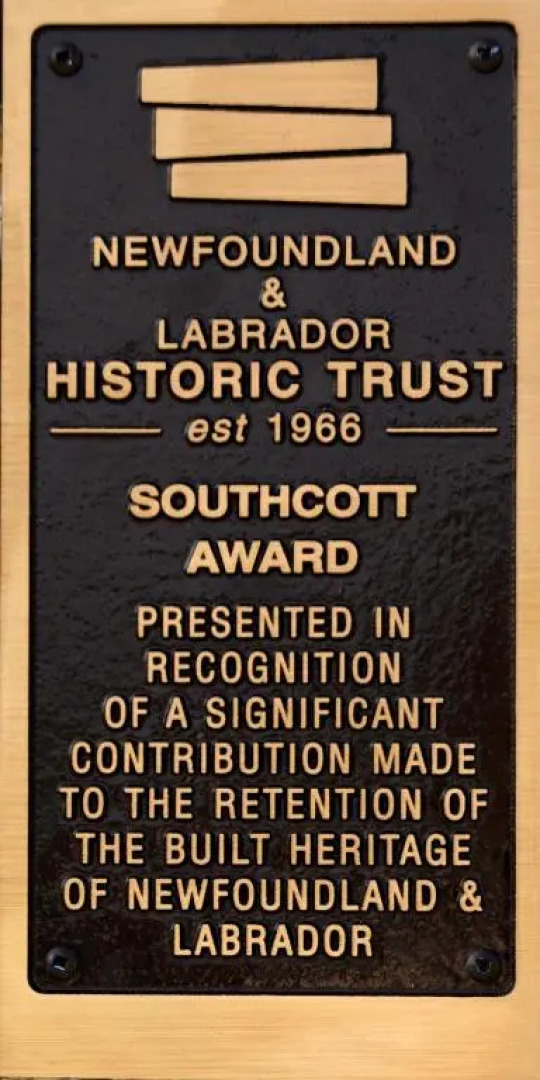 NEWFOUNDLAND
&
LABRADOR
HISTORIC TRUST
est 1966
SOUTHCOTT
AWARD
PRESENTED IN
RECOGNITION
OF A SIGNIFICANT
CONTRIBUTION MADE
TO THE RETENTION OF
THE BUILT HERITAGE
OF NEWFOUNDLAND &
LABRADOR